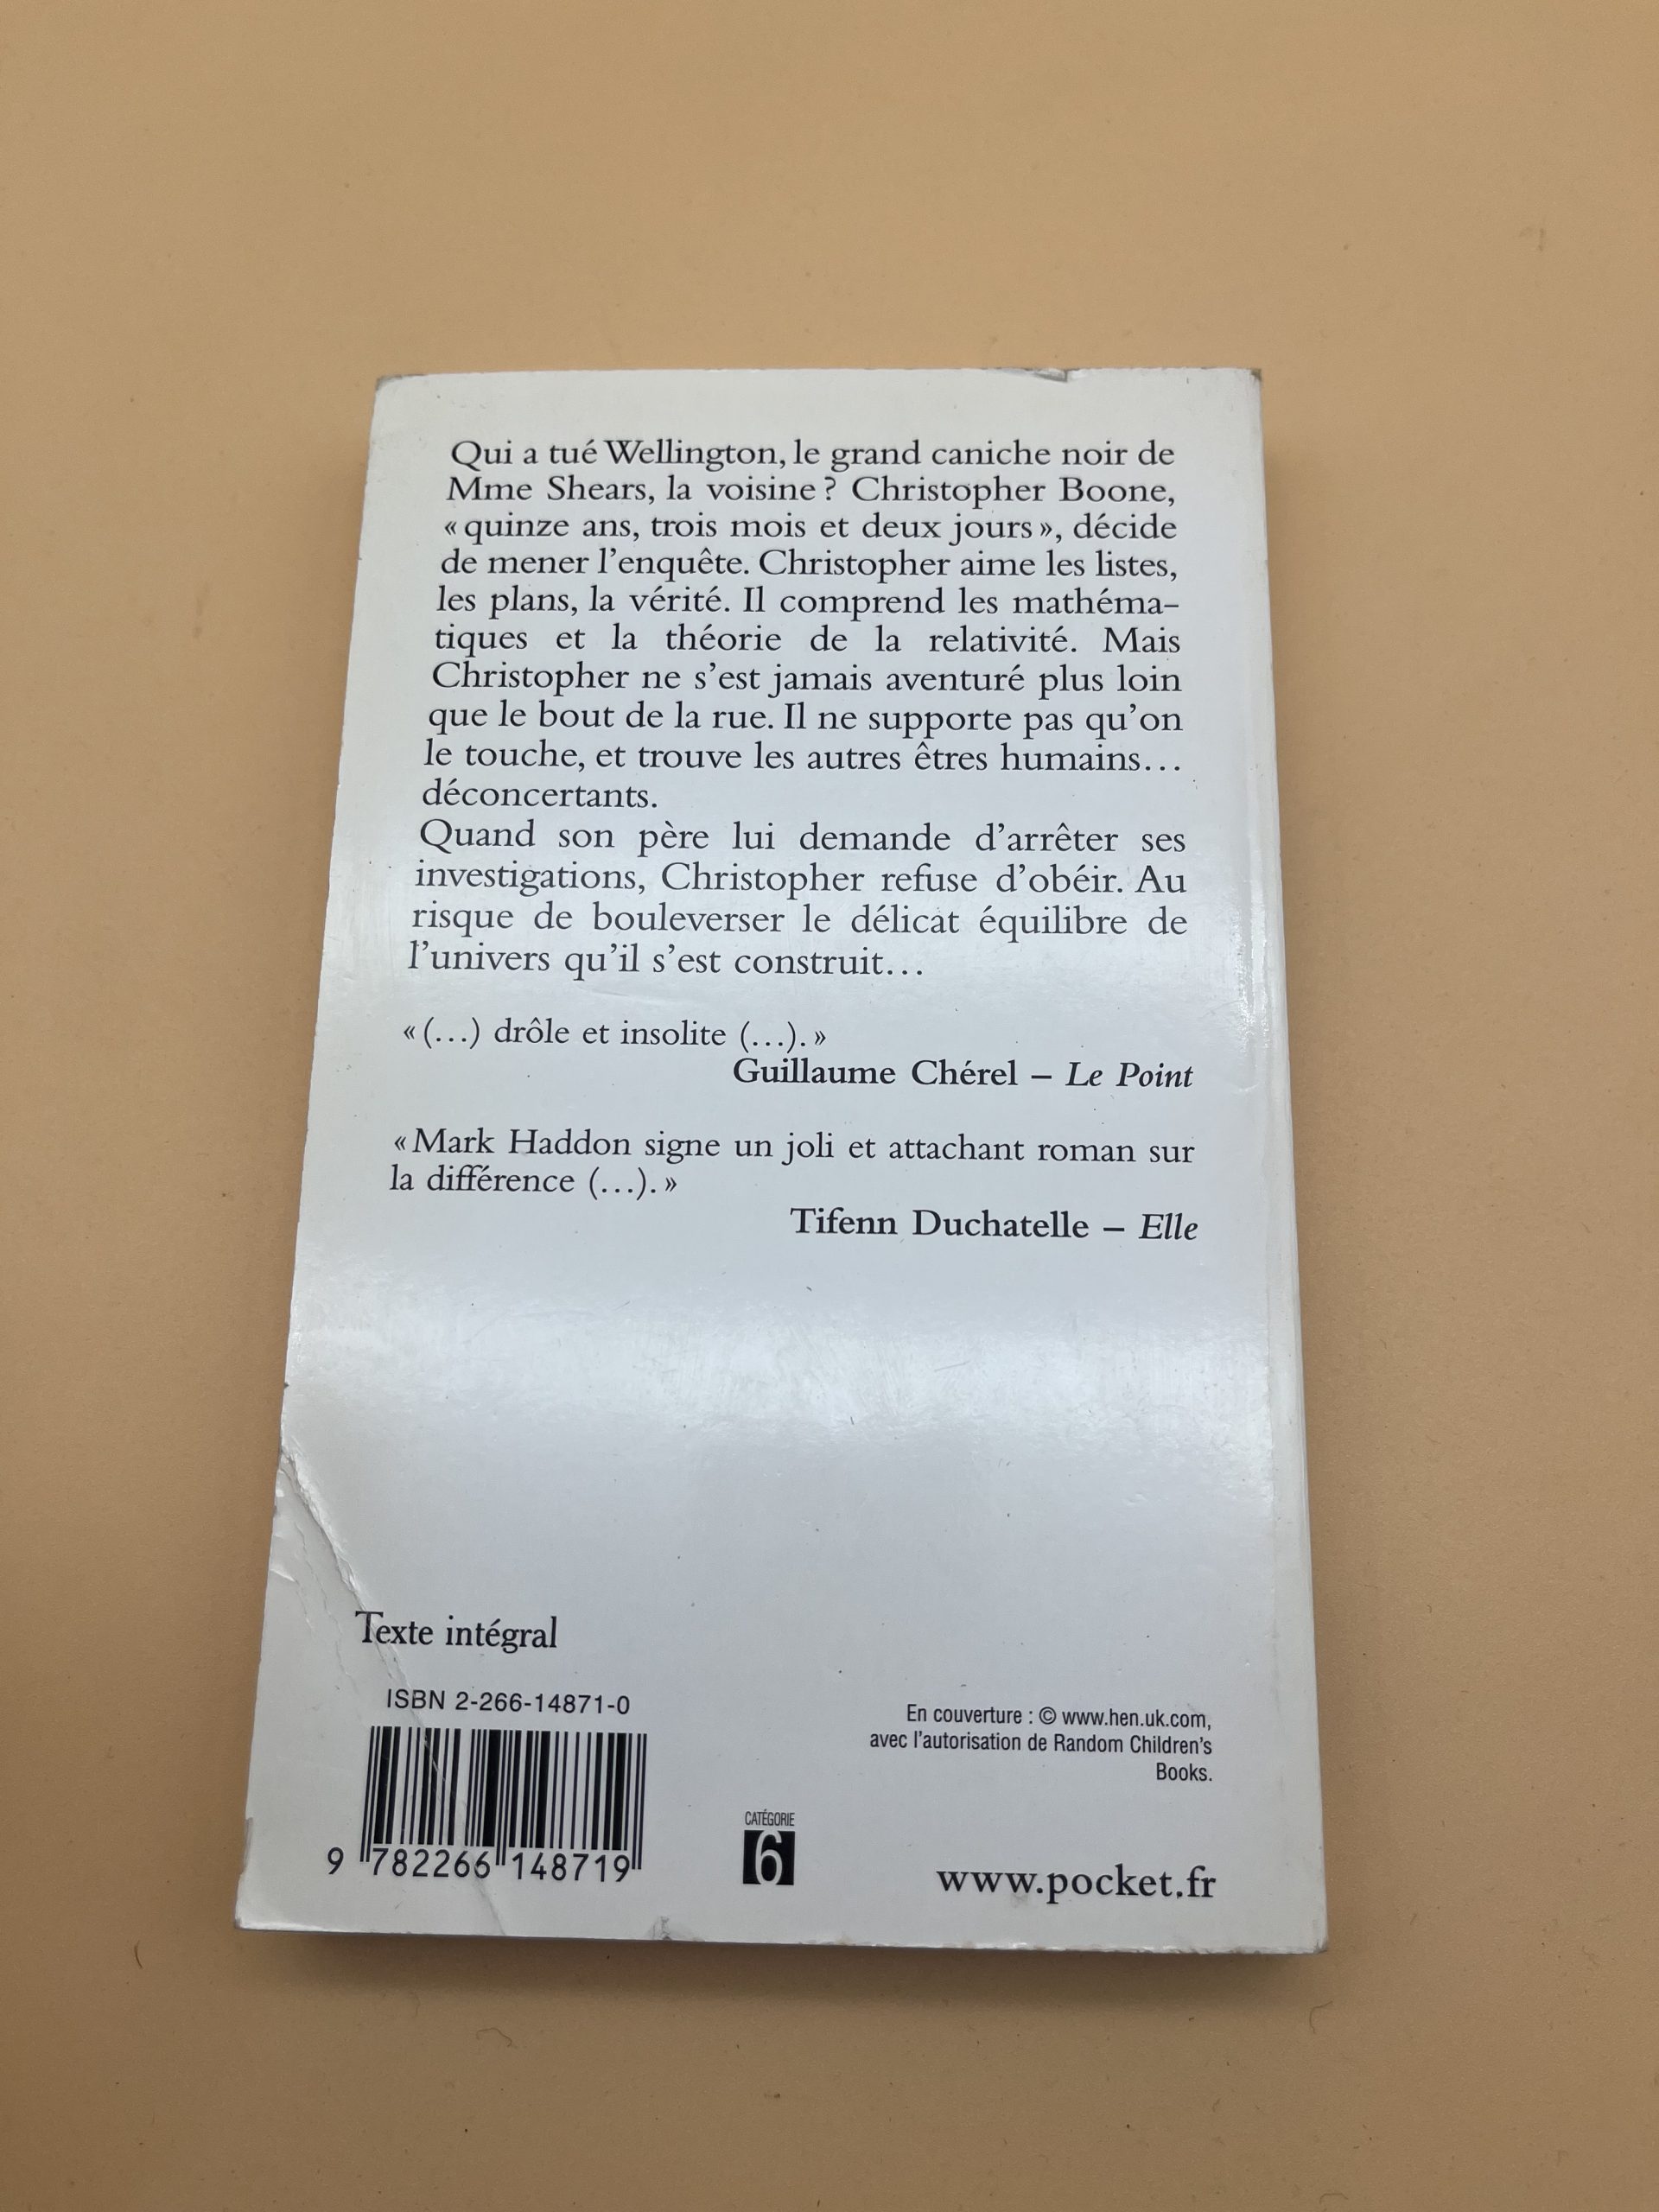 Qui a tué Wellington, le grand caniche noir de
Mme Shears, la voisine ? Christopher Boone,
« quinze ans, trois mois et deux jours », décide
de mener l'enquête. Christopher aime les listes,
les plans, la vérité. Il comprend les mathéma-
tiques et la théorie de la relativité. Mais
Christopher ne s'est jamais aventuré plus loin
que le bout de la rue. Il ne supporte pas qu'on
le touche, et trouve les autres êtres humains...
déconcertants.
Quand son père lui demande d'arrêter ses
investigations, Christopher refuse d'obéir. Au
risque de bouleverser le délicat équilibre de
l'univers qu'il s'est construit...
« (...) drôle et insolite (...). »
Guillaume Chérel – Le Point
« Mark Haddon signe un joli et attachant roman sur
la différence (...). »
Tifenn Duchatelle – Elle
Texte intégral
ISBN 2-266-14871-0
9 782266 148719
En couverture : © www.hen.uk.com,
avec l'autorisation de Random Children's
Books.
CATÉGORIE
6
www.pocket.fr